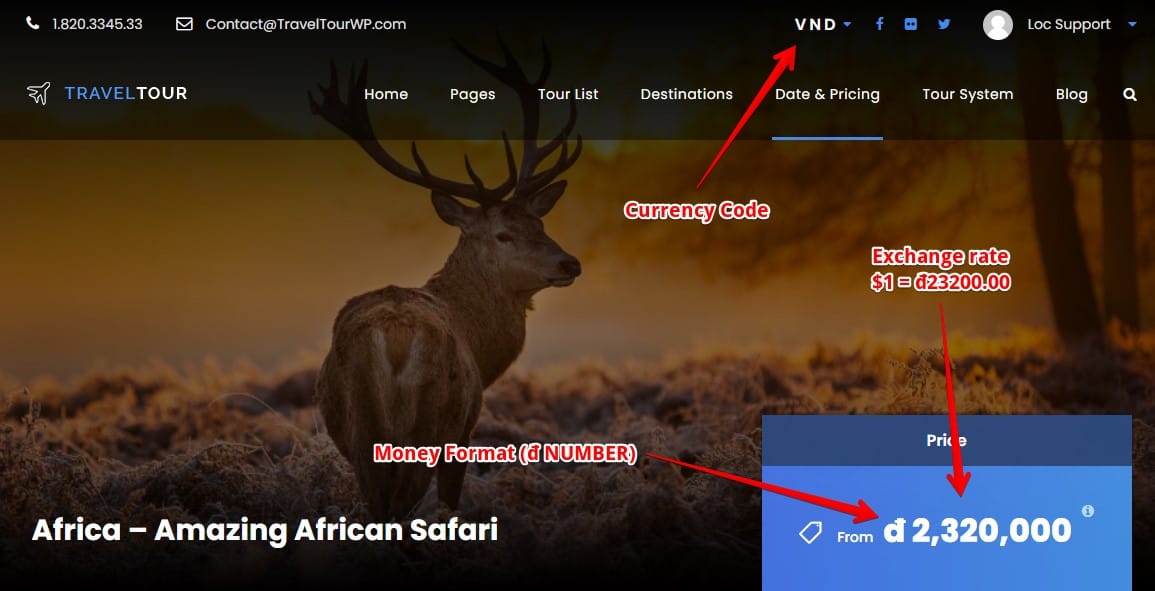 1.820.3345.33
Contact@TravelTourWP.com
VND
Loc Support
TRAVELTOUR
Home
Pages
Tour List
Destinations
Date & Pricing
Tour System
Blog
Currency Code
Exchange rate
$1 = đ23200.00
Money Format (đ NUMBER)
Price
Africa – Amazing African Safari
From đ 2,320,000